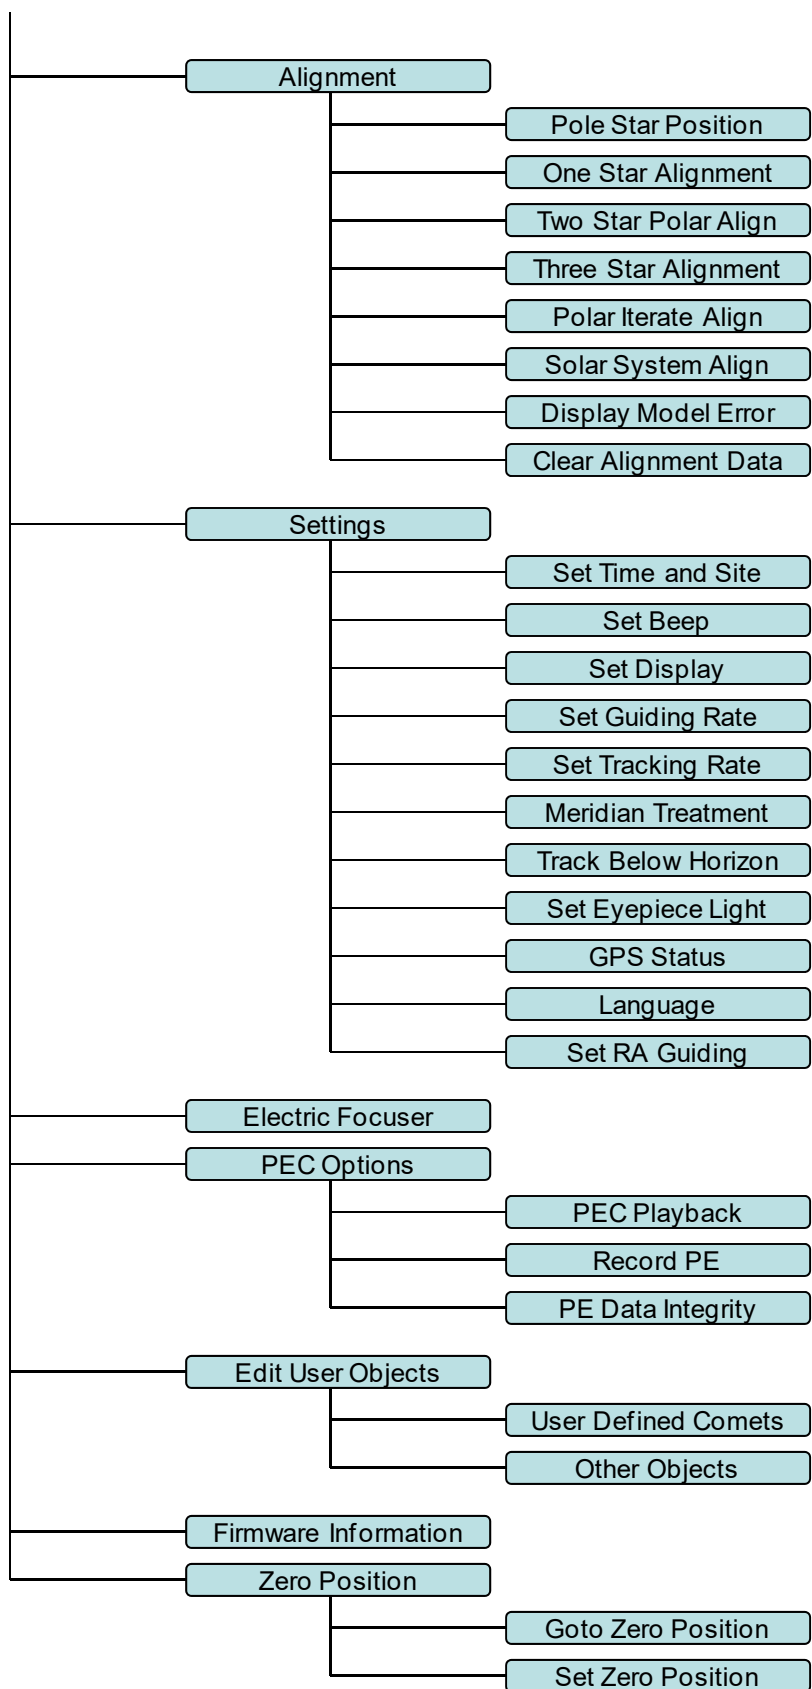 Alignment
Pole Star Position
One Star Alignment
Two Star Polar Align
Three Star Alignment
Polar Iterate Align
Solar System Align
Display Model Error
Clear Alignment Data
Settings
Set Time and Site
Set Beep
Set Display
Set Guiding Rate
Set Tracking Rate
Meridian Treatment
Track Below Horizon
Set Eyepiece Light
GPS Status
Language
Set RA Guiding
Electric Focuser
PEC Options
PEC Playback
Record PE
PE Data Integrity
Edit User Objects
User Defined Comets
Other Objects
Firmware Information
Zero Position
Goto Zero Position
Set Zero Position